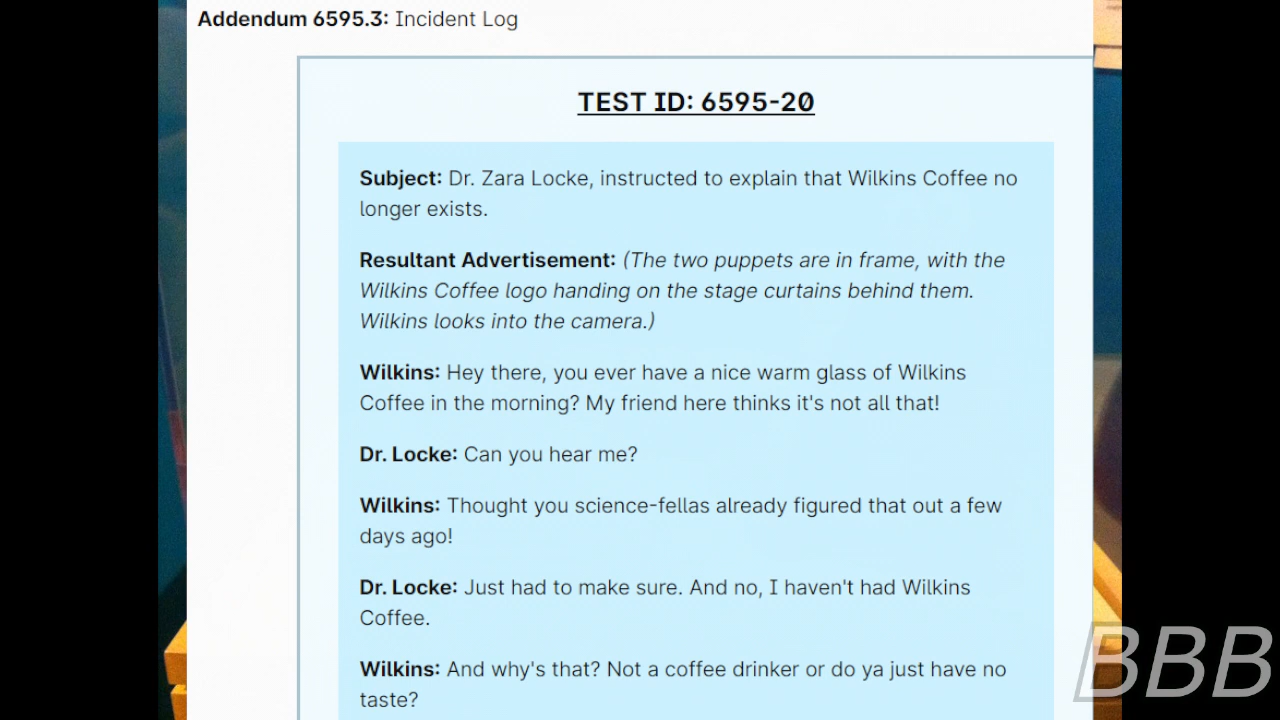 Addendum 6595.3: Incident Log
TEST ID: 6595-20
Subject: Dr. Zara Locke, instructed to explain that Wilkins Coffee no
longer exists.
Resultant Advertisement: (The two puppets are in frame, with the
Wilkins Coffee logo handing on the stage curtains behind them.
Wilkins looks into the camera.)
Wilkins: Hey there, you ever have a nice warm glass of Wilkins
Coffee in the morning? My friend here thinks it's not all that!
Dr. Locke: Can you hear me?
Wilkins: Thought you science-fellas already figured that out a few
days ago!
Dr. Locke: Just had to make sure. And no, I haven't had Wilkins
Coffee.
Wilkins: And why's that? Not a coffee drinker or do ya just have no
taste?
BBB